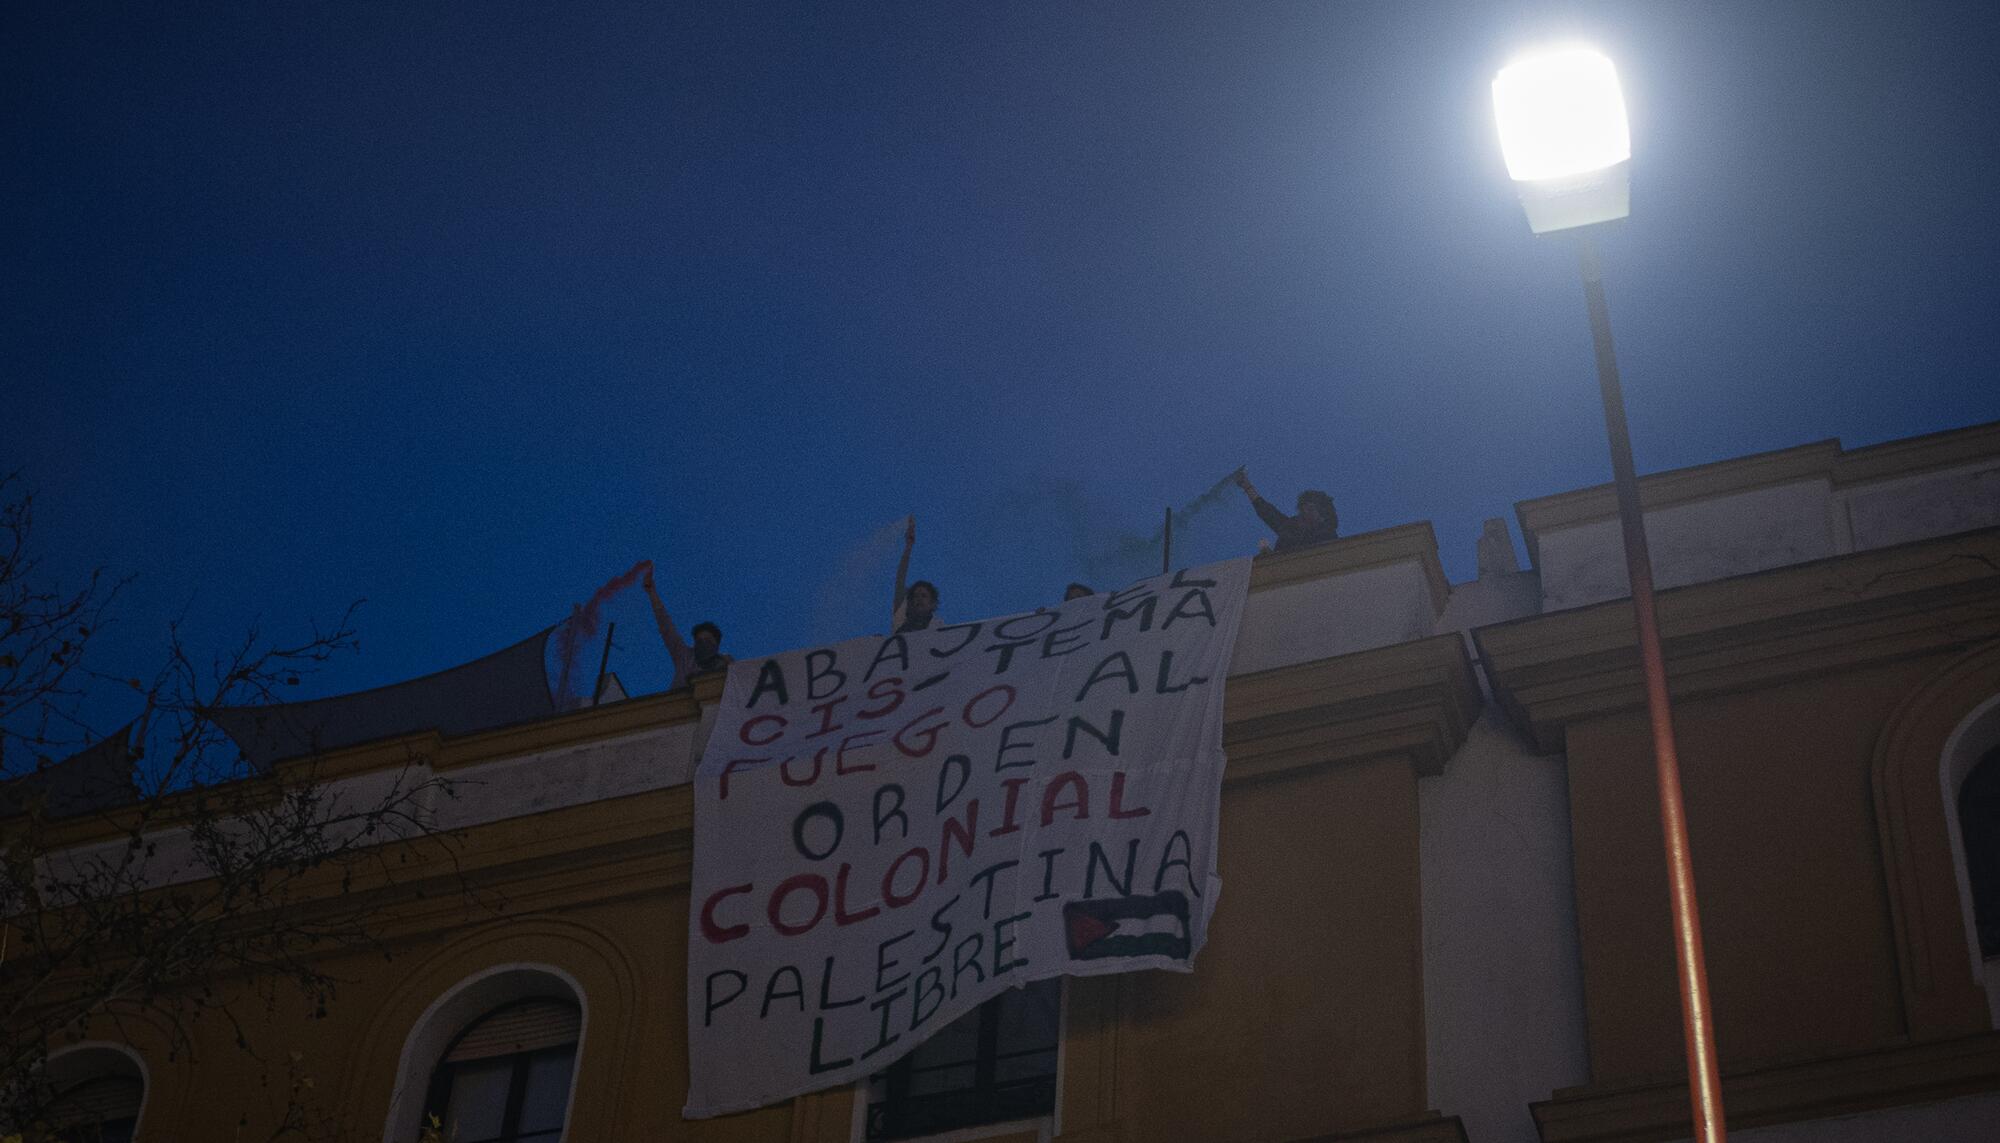 ABAJO EL
CIS-TEMA
FUEGO AL
ORDEN
COLONIAL
PALESTINA
LIBRE